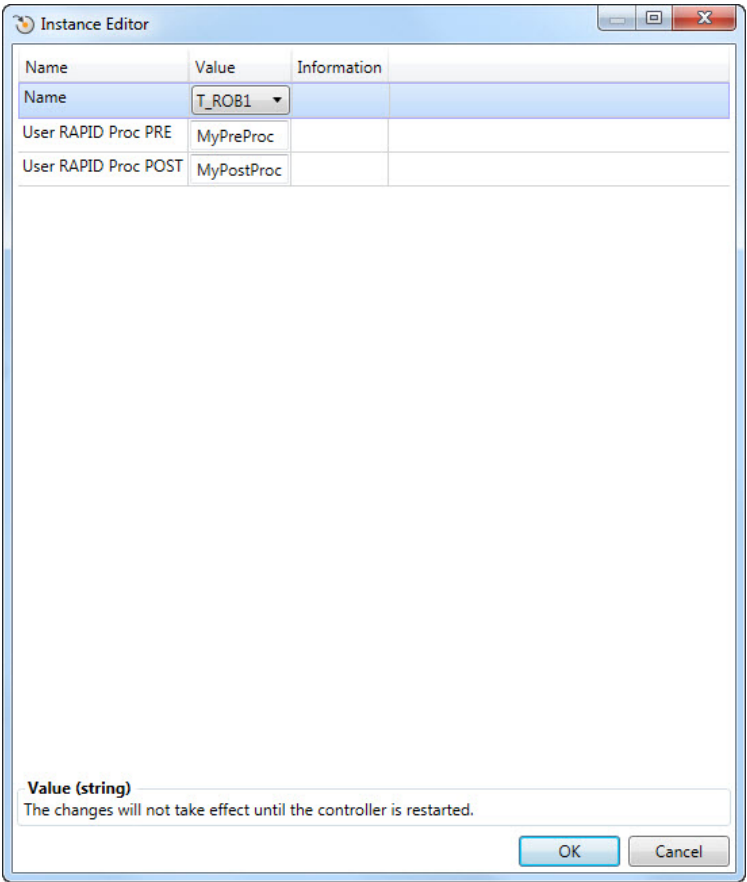 Instance Editor
Name Value Information
Name T_ROB1
User RAPID Proc PRE MyPreProc
User RAPID Proc POST MyPostProc
Value (string)
The changes will not take effect until the controller is restarted.
OK Cancel